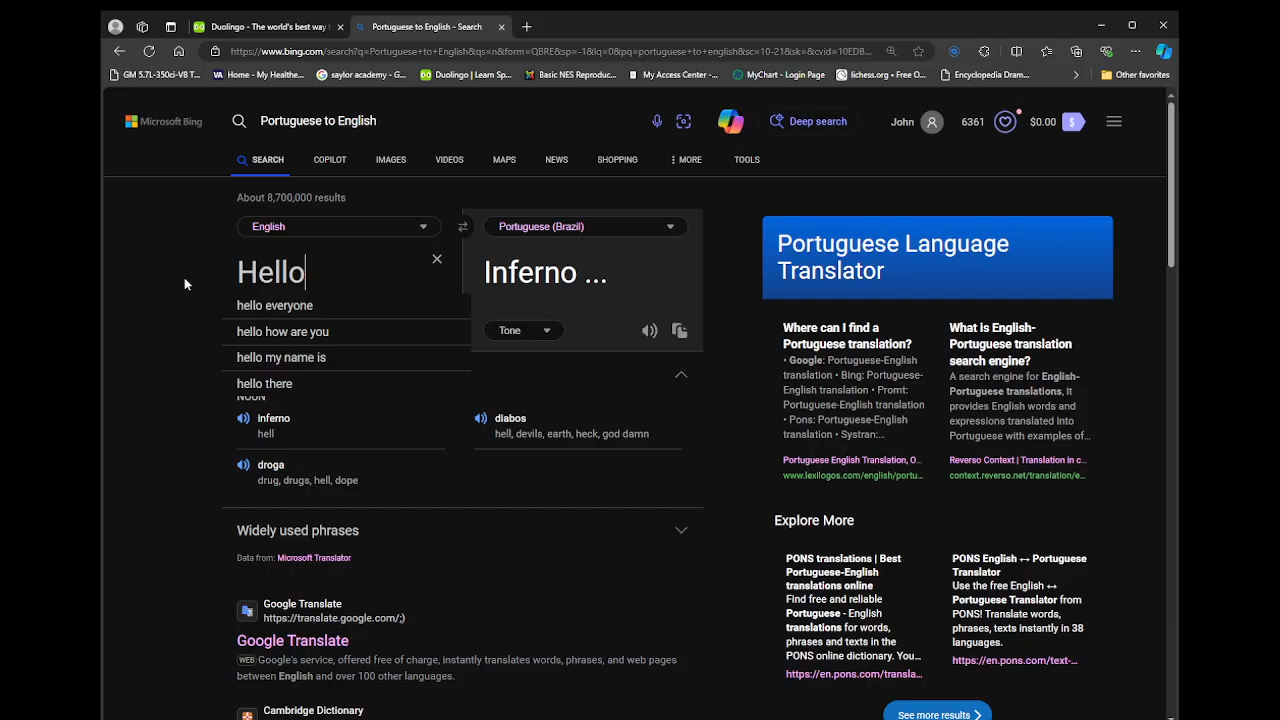 Duolingo - The world's best way t
Portuguese to English - Search
https://www.bing.com/search?q=Portuguese+to+English&qs=n&form=QBRE&sp=-1&lq=0&pq=portuguese+to+english&sc=10-21&sk=&cvid=10EDB...
GM 5.7L-350ci-V8 T...
Home - My Healthe...
saylor academy - G...
Duolingo | Learn Sp...
Basic NES Reproduc...
My Access Center -...
MyChart - Login Page
lichess.org • Free O...
Encyclopedia Dram...
Other favorites
Microsoft Bing
Portuguese to English
Deep search
John
6361
$0.00
SEARCH
COPILOT
IMAGES
VIDEOS
MAPS
NEWS
SHOPPING
MORE
TOOLS
About 8,700,000 results
English
Portuguese (Brazil)
Hello
Inferno ...
hello everyone
hello how are you
hello my name is
hello there
Tone
NOUN
inferno
hell
diabos
hell, devils, earth, heck, god damn
droga
drug, drugs, hell, dope
Widely used phrases
Data from: Microsoft Translator
Google Translate
https://translate.google.com/;)
Google Translate
WEB Google's service, offered free of charge, instantly translates words, phrases, and web pages
between English and over 100 other languages.
Cambridge Dictionary
Portuguese Language
Translator
Where can I find a
Portuguese translation?
• Google: Portuguese-English
translation • Bing: Portuguese-
English translation • Promt:
Portuguese-English translation
• Pons: Portuguese-English
translation • Systran:...
Portuguese English Translation, O...
www.lexilogos.com/english/portu...
What is English-
Portuguese translation
search engine?
A search engine for English-
Portuguese translations, it
provides English words and
expressions translated into
Portuguese with examples of...
Reverso Context | Translation in c...
context.reverso.net/translation/e...
Explore More
PONS translations | Best
Portuguese-English
translations online
Find free and reliable
Portuguese - English
translations for words,
phrases and texts in the
PONS online dictionary. You...
https://en.pons.com/transla...
PONS English ↔ Portuguese
Translator
Use the free English ↔
Portuguese Translator from
PONS! Translate words,
phrases, texts instantly in 38
languages.
https://en.pons.com/text-...
See more results